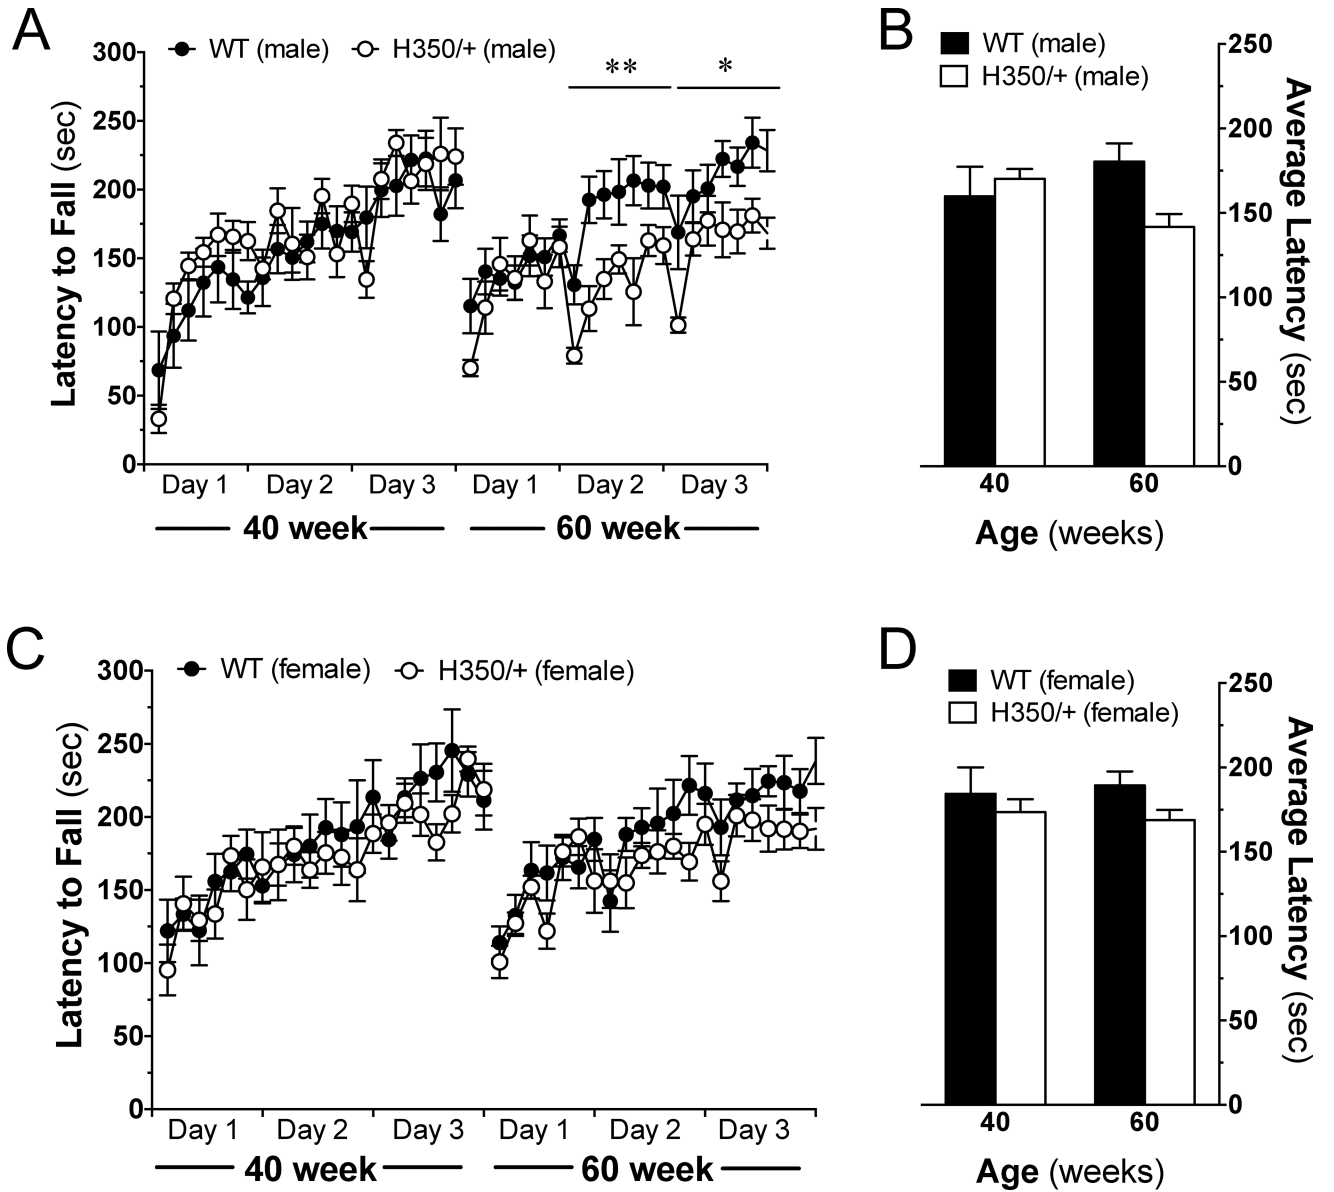 A
WT (male) H350/+ (male)
** *
300
250
200
150
100
50
0
Latency to Fall (sec)
Day 1 Day 2 Day 3 Day 1 Day 2 Day 3
40 week 60 week
B
WT (male)
H350/+ (male)
250
200
150
100
50
0
Average Latency (sec)
40 60
Age (weeks)
C
WT (female) H350/+ (female)
300
250
200
150
100
50
0
Latency to Fall (sec)
Day 1 Day 2 Day 3 Day 1 Day 2 Day 3
40 week 60 week
D
WT (female)
H350/+ (female)
250
200
150
100
50
0
Average Latency (sec)
40 60
Age (weeks)